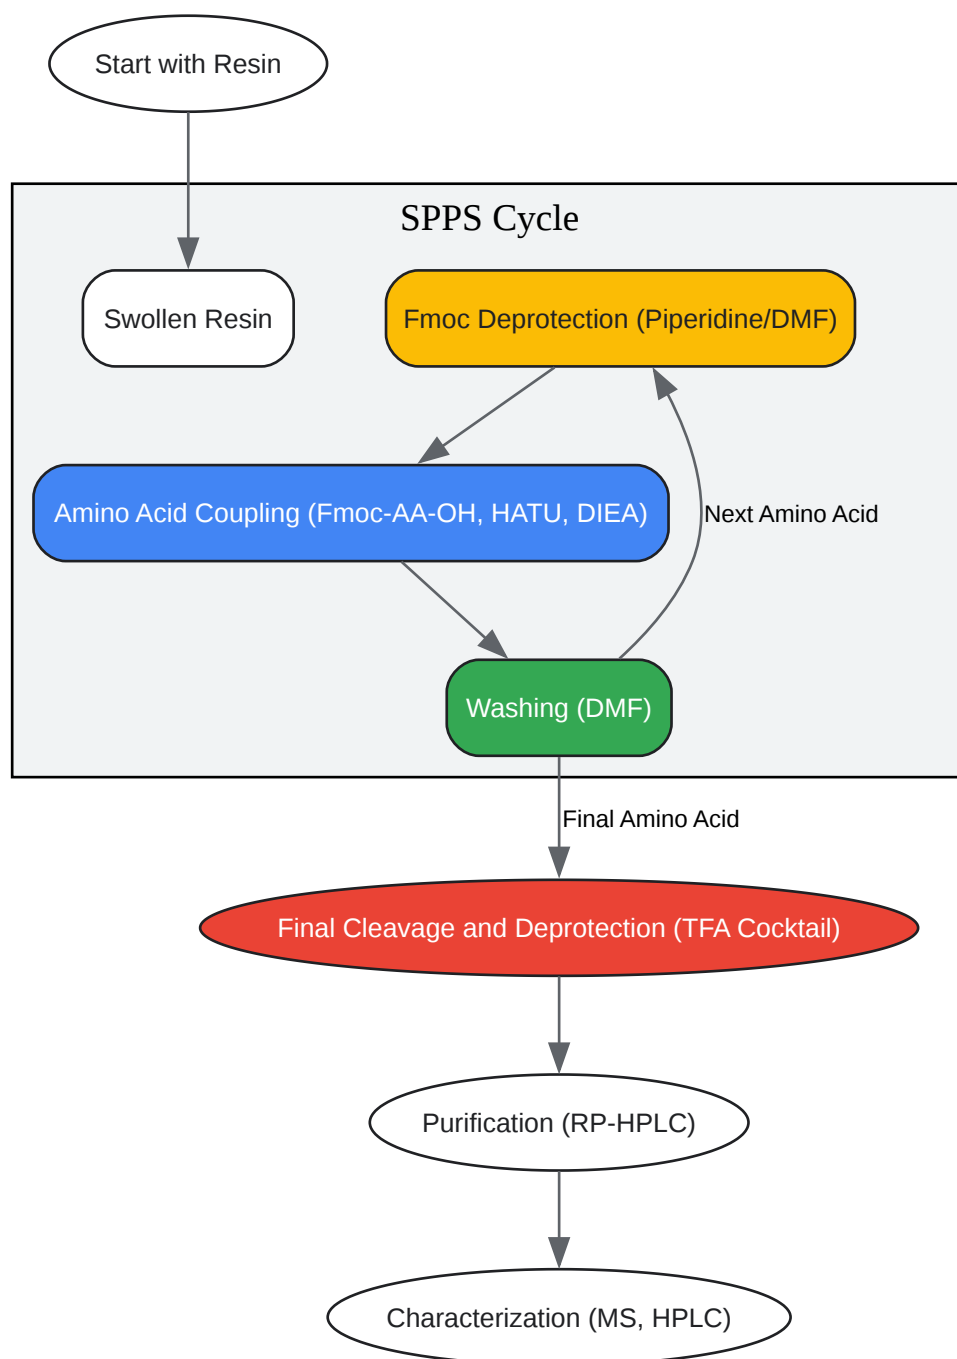 Start with Resin
SPPS Cycle
Swollen Resin
Fmoc Deprotection (Piperidine/DMF)
Amino Acid Coupling (Fmoc-AA-OH, HATU, DIEA)
Next Amino Acid
Washing (DMF)
Final Amino Acid
Final Cleavage and Deprotection (TFA Cocktail)
Purification (RP-HPLC)
Characterization (MS, HPLC)